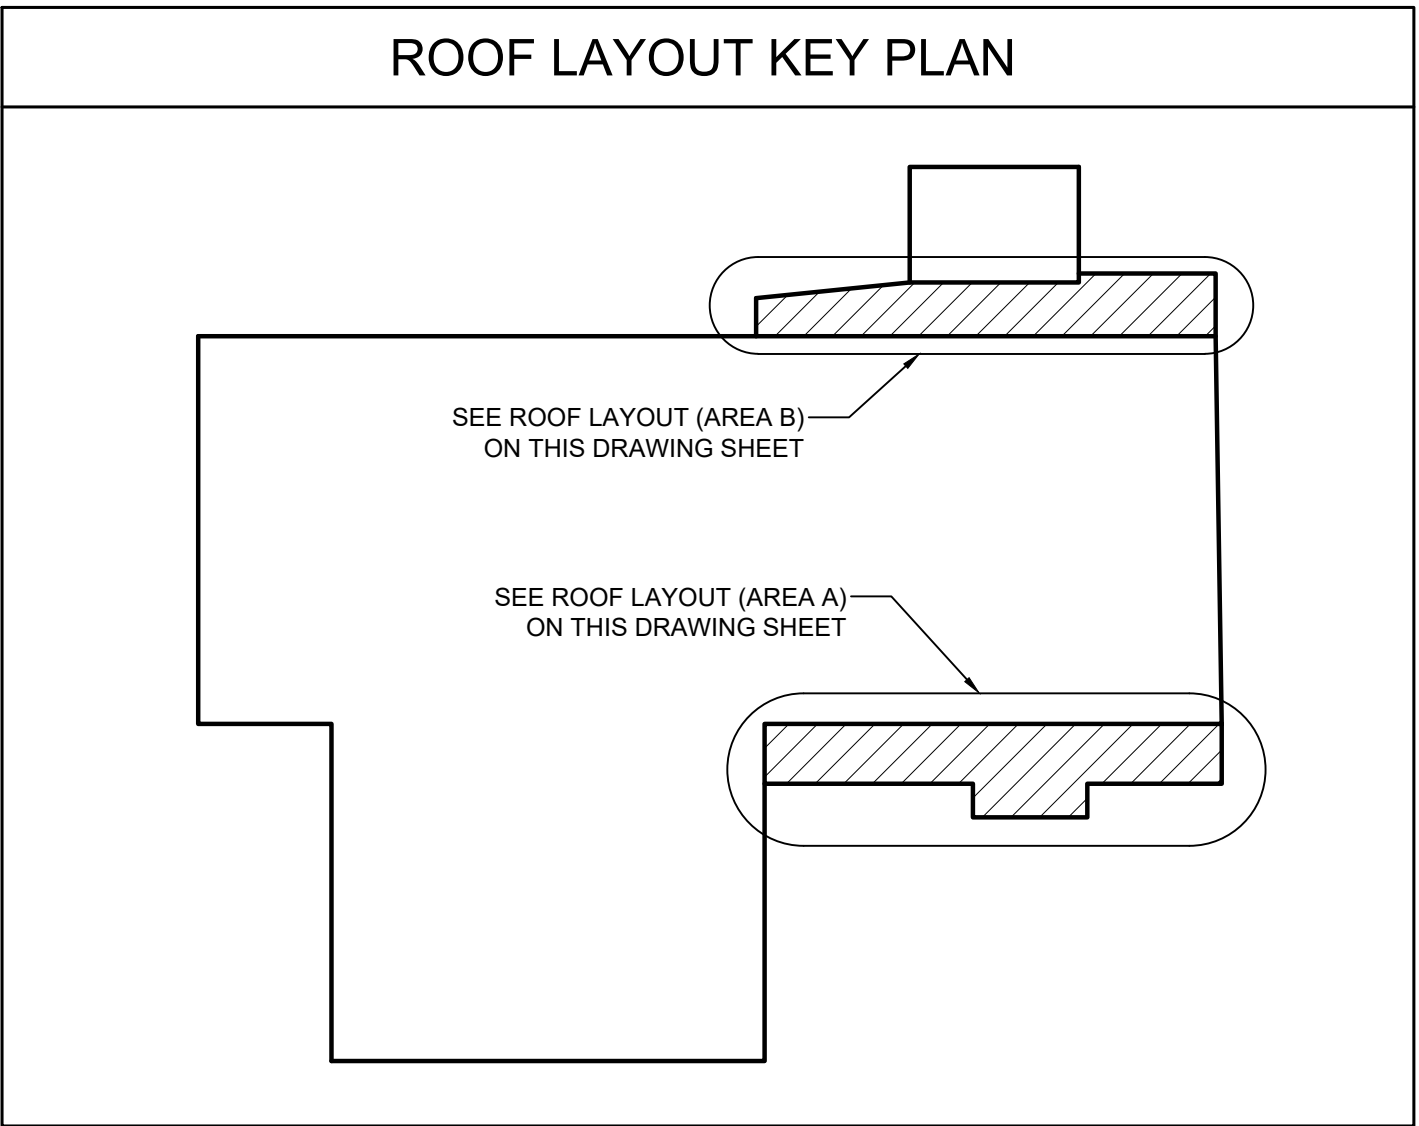 ROOF LAYOUT KEY PLAN
SEE ROOF LAYOUT (AREA B)
ON THIS DRAWING SHEET
SEE ROOF LAYOUT (AREA A)
ON THIS DRAWING SHEET